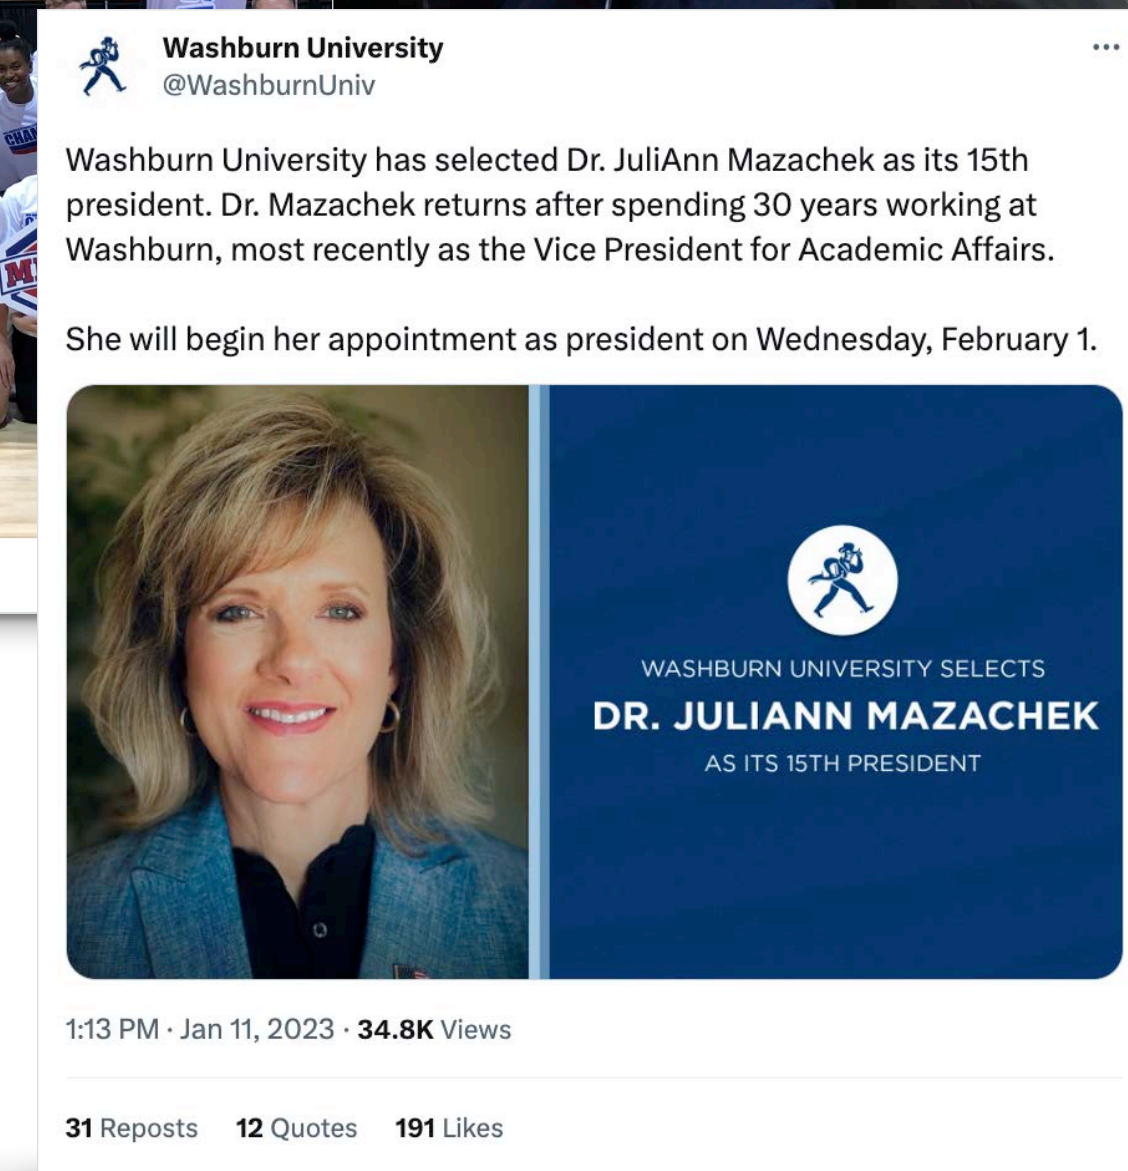 Washburn University
@WashburnUniv
Washburn University has selected Dr. JuliAnn Mazachek as its 15th
president. Dr. Mazachek returns after spending 30 years working at
Washburn, most recently as the Vice President for Academic Affairs.
She will begin her appointment as president on Wednesday, February 1.
WASHBURN UNIVERSITY SELECTS
DR. JULIANN MAZACHEK
AS ITS 15TH PRESIDENT
1:13 PM · Jan 11, 2023 · 34.8K Views
31 Reposts 12 Quotes 191 Likes